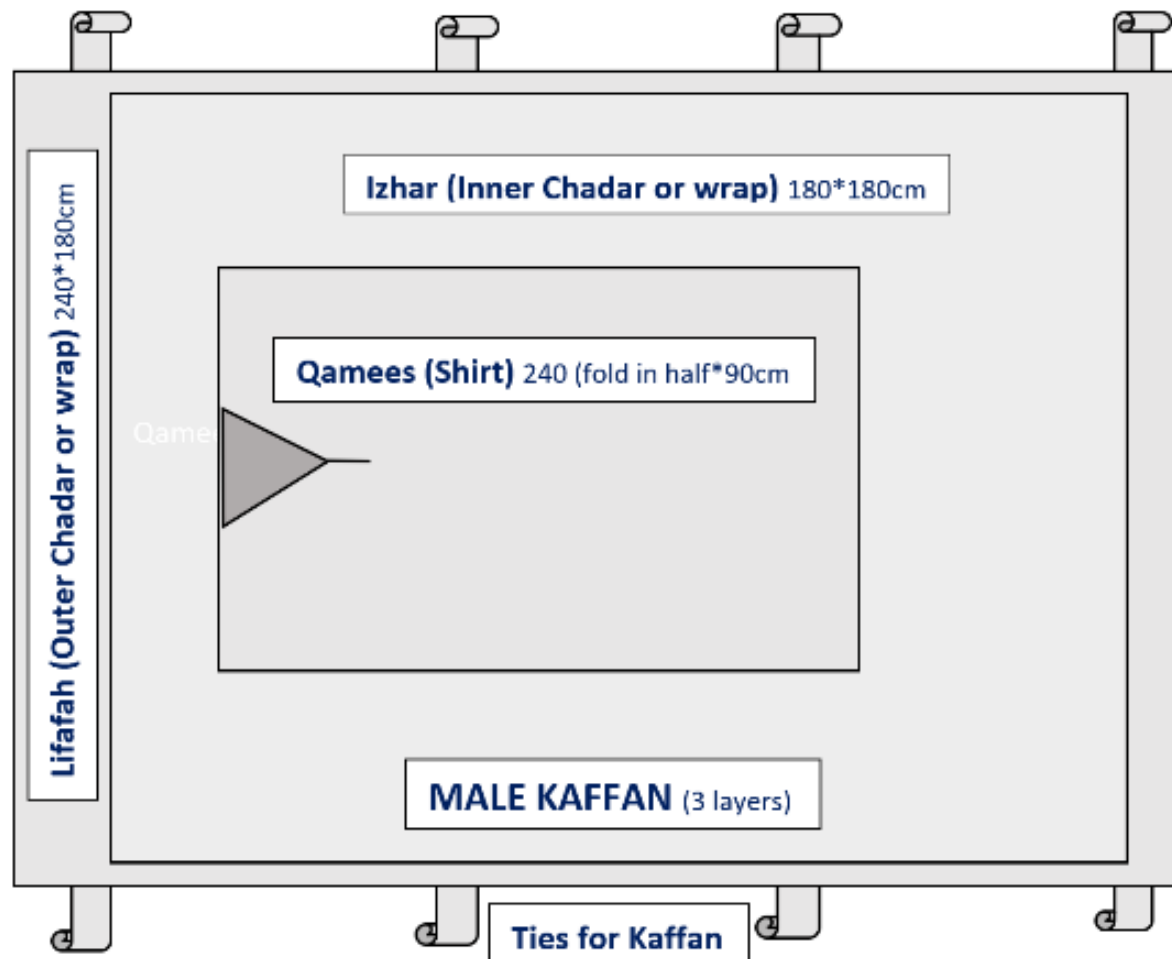 Izhar (Inner Chadar or wrap) 180*180cm
Lifafah (Outer Chadar or wrap) 240*180cm
Qamees (Shirt) 240 (fold in half*90cm
Qamee
MALE KAFFAN (3 layers)
Ties for Kaffan